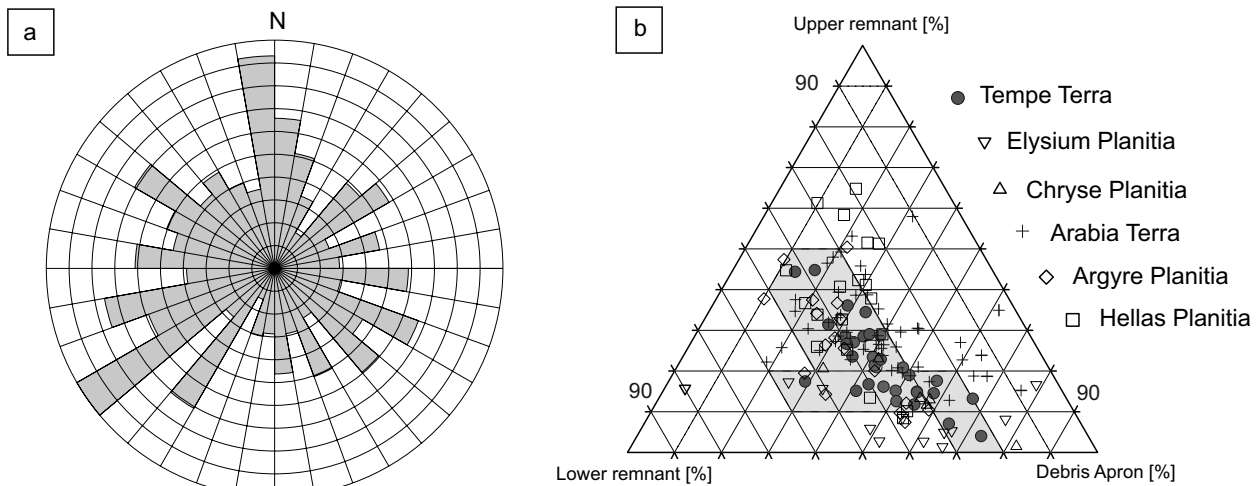 a
N
b
Upper remnant [%]
90
Tempe Terra
Elysium Planitia
Chryse Planitia
Arabia Terra
Argyre Planitia
Hellas Planitia
90
90
Lower remnant [%]
Debris Apron [%]